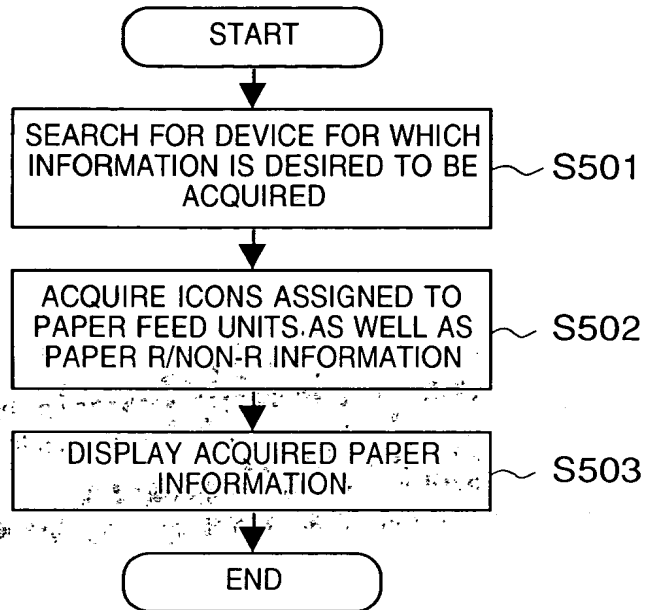 START
SEARCH FOR DEVICE FOR WHICH
INFORMATION IS DESIRED TO BE
ACQUIRED
S501
ACQUIRE ICONS ASSIGNED TO
PAPER FEED UNITS AS WELL AS
PAPER R/NON-R INFORMATION
S502
DISPLAY ACQUIRED PAPER
INFORMATION
S503
END